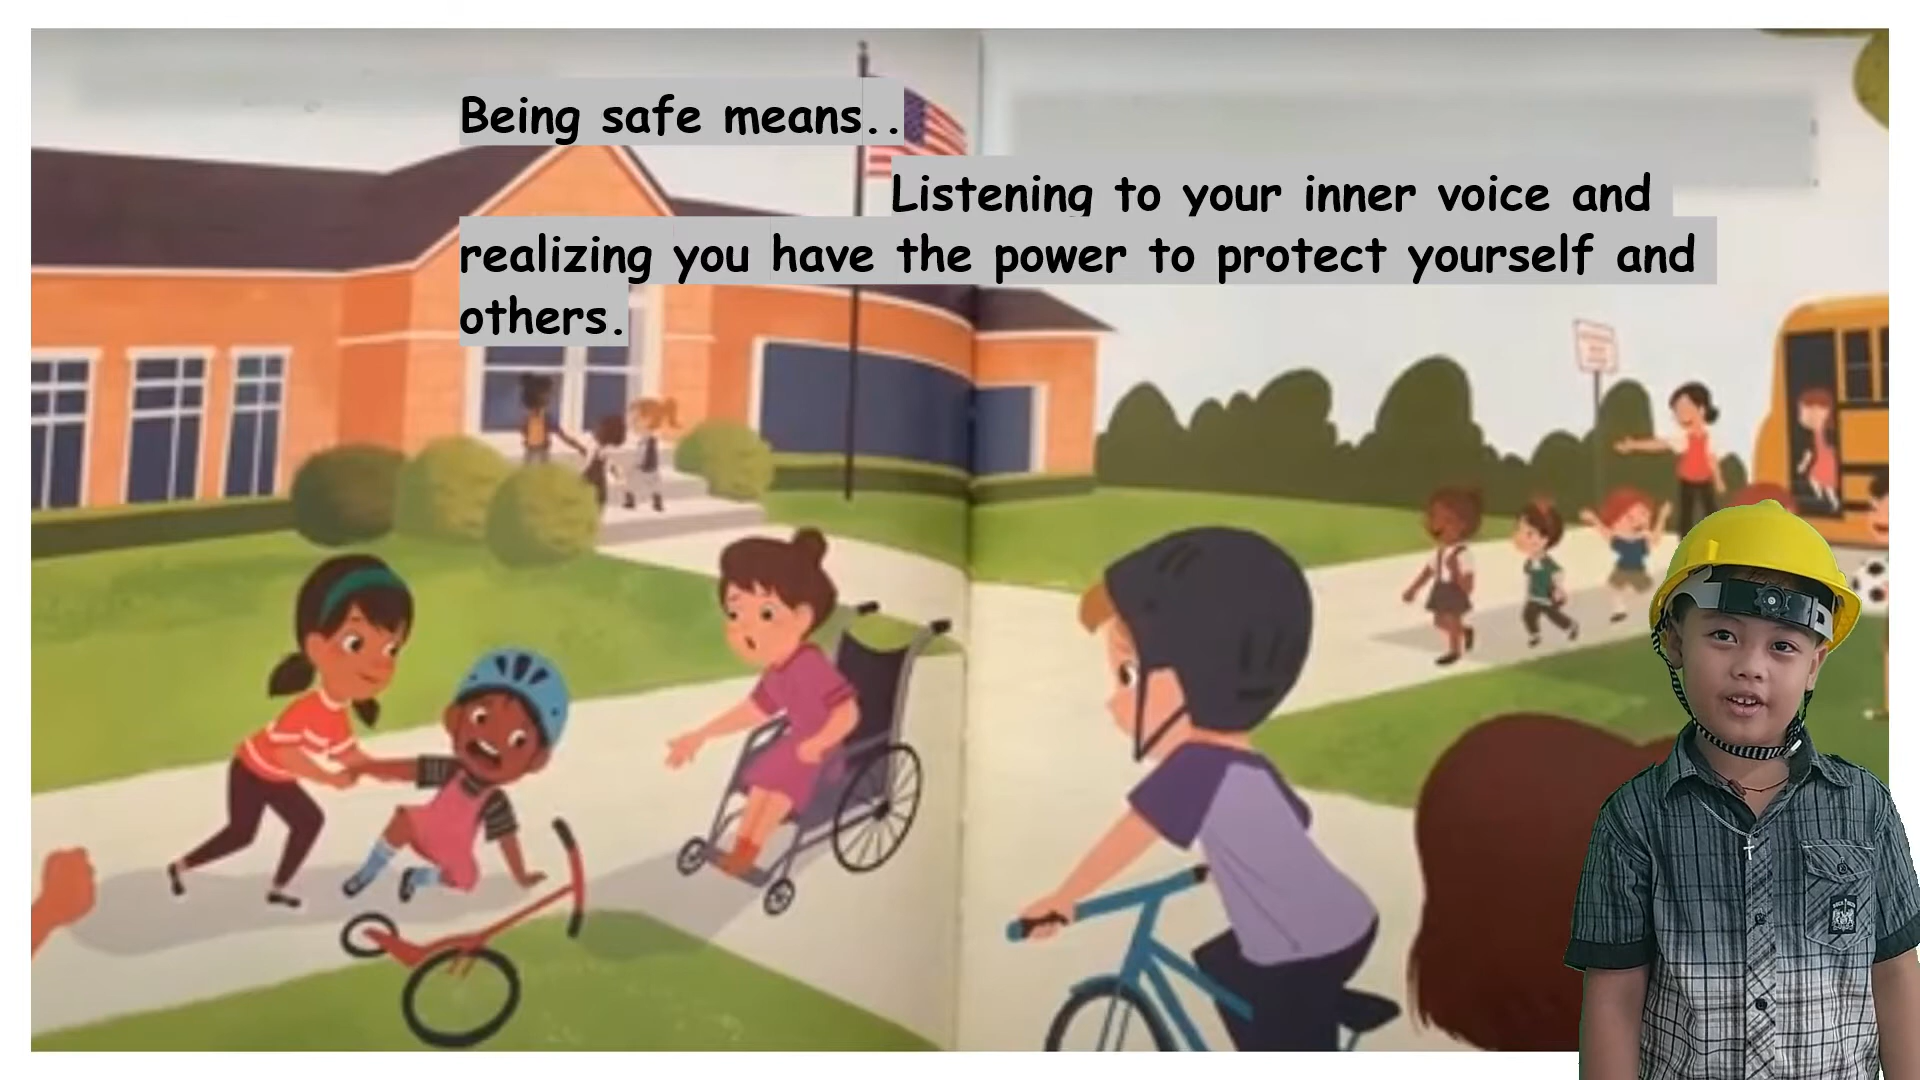 Being safe means..
Listening to your inner voice and
realizing you have the power to protect yourself and
others.